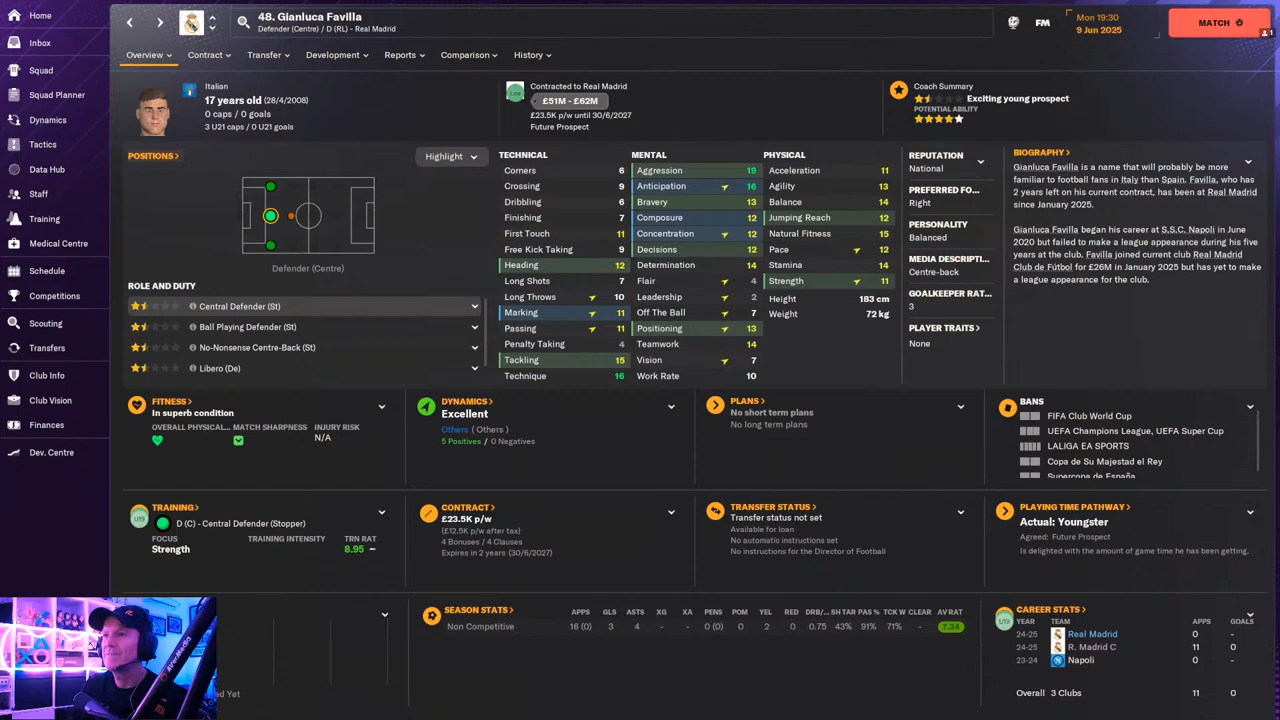 Home
Inbox
Squad
Squad Planner
Dynamics
Tactics
Data Hub
Staff
Training
Medical Centre
Schedule
Competitions
Scouting
Transfers
Club Info
Club Vision
Finances
Dev. Centre
48. Gianluca Favilla
Defender (Centre) / D (RL) - Real Madrid
FM
Mon 19:30
9 Jun 2025
MATCH
1
Overview
Contract
Transfer
Development
Reports
Comparison
History
Italian
17 years old (28/4/2008)
0 caps / 0 goals
3 U21 caps / 0 U21 goals
Loa
Contracted to Real Madrid
£51M - £62M
£23.5K p/w until 30/6/2027
Future Prospect
Coach Summary
Exciting young prospect
POTENTIAL ABILITY
POSITIONS
Highlight
Defender (Centre)
ROLE AND DUTY
Central Defender (St)
Ball Playing Defender (St)
No-Nonsense Centre-Back (St)
Libero (De)
TECHNICAL
Corners 6
Crossing 9
Dribbling 6
Finishing 7
First Touch 11
Free Kick Taking 9
Heading 12
Long Shots 7
Long Throws 10
Marking 11
Passing 11
Penalty Taking 4
Tackling 15
Technique 16
MENTAL
Aggression 19
Anticipation 16
Bravery 13
Composure 12
Concentration 12
Decisions 12
Determination 14
Flair 4
Leadership 2
Off The Ball 7
Positioning 13
Teamwork 14
Vision 7
Work Rate 10
PHYSICAL
Acceleration 11
Agility 13
Balance 14
Jumping Reach 12
Natural Fitness 15
Pace 12
Stamina 14
Strength 11
Height 183 cm
Weight 72 kg
REPUTATION
National
PREFERRED FO...
Right
PERSONALITY
Balanced
MEDIA DESCRIPTI...
Centre-back
GOALKEEPER RAT...
3
PLAYER TRAITS
None
BIOGRAPHY
Gianluca Favilla is a name that will probably be more
familiar to football fans in Italy than Spain. Favilla, who has
2 years left on his current contract, has been at Real Madrid
since January 2025.
Gianluca Favilla began his career at S.S.C. Napoli in June
2020 but failed to make a league appearance during his five
years at the club. Favilla joined current club Real Madrid
Club de Fútbol for £26M in January 2025 but has yet to make
a league appearance for the club.
FITNESS
In superb condition
OVERALL PHYSICAL... MATCH SHARPNESS INJURY RISK
N/A
DYNAMICS
Excellent
Others ( Others )
5 Positives / 0 Negatives
PLANS
No short term plans
No long term plans
BANS
FIFA Club World Cup
UEFA Champions League, UEFA Super Cup
LALIGA EA SPORTS
Copa de Su Majestad el Rey
Supercopa de España
U19
TRAINING
D (C) - Central Defender (Stopper)
FOCUS TRAINING INTENSITY TRN RAT
Strength 8.95
CONTRACT
£23.5K p/w
(£12.5K p/w after tax)
4 Bonuses / 4 Clauses
Expires in 2 years (30/6/2027)
TRANSFER STATUS
Transfer status not set
Available for loan
No automatic instructions set
No instructions for the Director of Football
PLAYING TIME PATHWAY
Actual: Youngster
Agreed: Future Prospect
Is delighted with the amount of game time he has been getting.
SEASON STATS APPS GLS ASTS XG XA PENS POM YEL RED DRB/... SH TAR PAS % TCK W CLEAR AV RAT
Non Competitive 16 (0) 3 4 - - 0 (0) 0 2 0 0.75 43% 91% 71% - 7.34
U19
CAREER STATS
YEAR TEAM APPS GOALS
24-25 Real Madrid 0 -
24-25 R. Madrid C 11 0
23-24 Napoli 0 -
Overall 3 Clubs 11 0